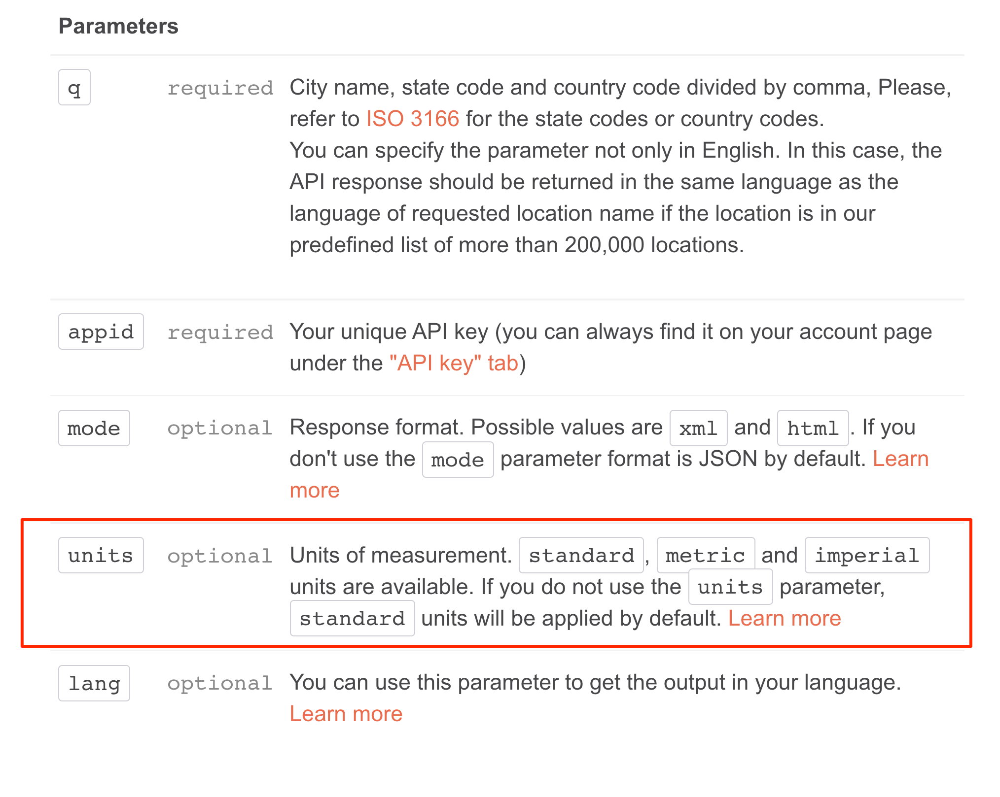 Parameters
q required City name, state code and country code divided by comma, Please,
refer to ISO 3166 for the state codes or country codes.
You can specify the parameter not only in English. In this case, the
API response should be returned in the same language as the
language of requested location name if the location is in our
predefined list of more than 200,000 locations.
appid required Your unique API key (you can always find it on your account page
under the "API key" tab)
mode optional Response format. Possible values are xml and html. If you
don't use the mode parameter format is JSON by default. Learn
more
units optional Units of measurement. standard, metric and imperial
units are available. If you do not use the units parameter,
standard units will be applied by default. Learn more
lang optional You can use this parameter to get the output in your language.
Learn more